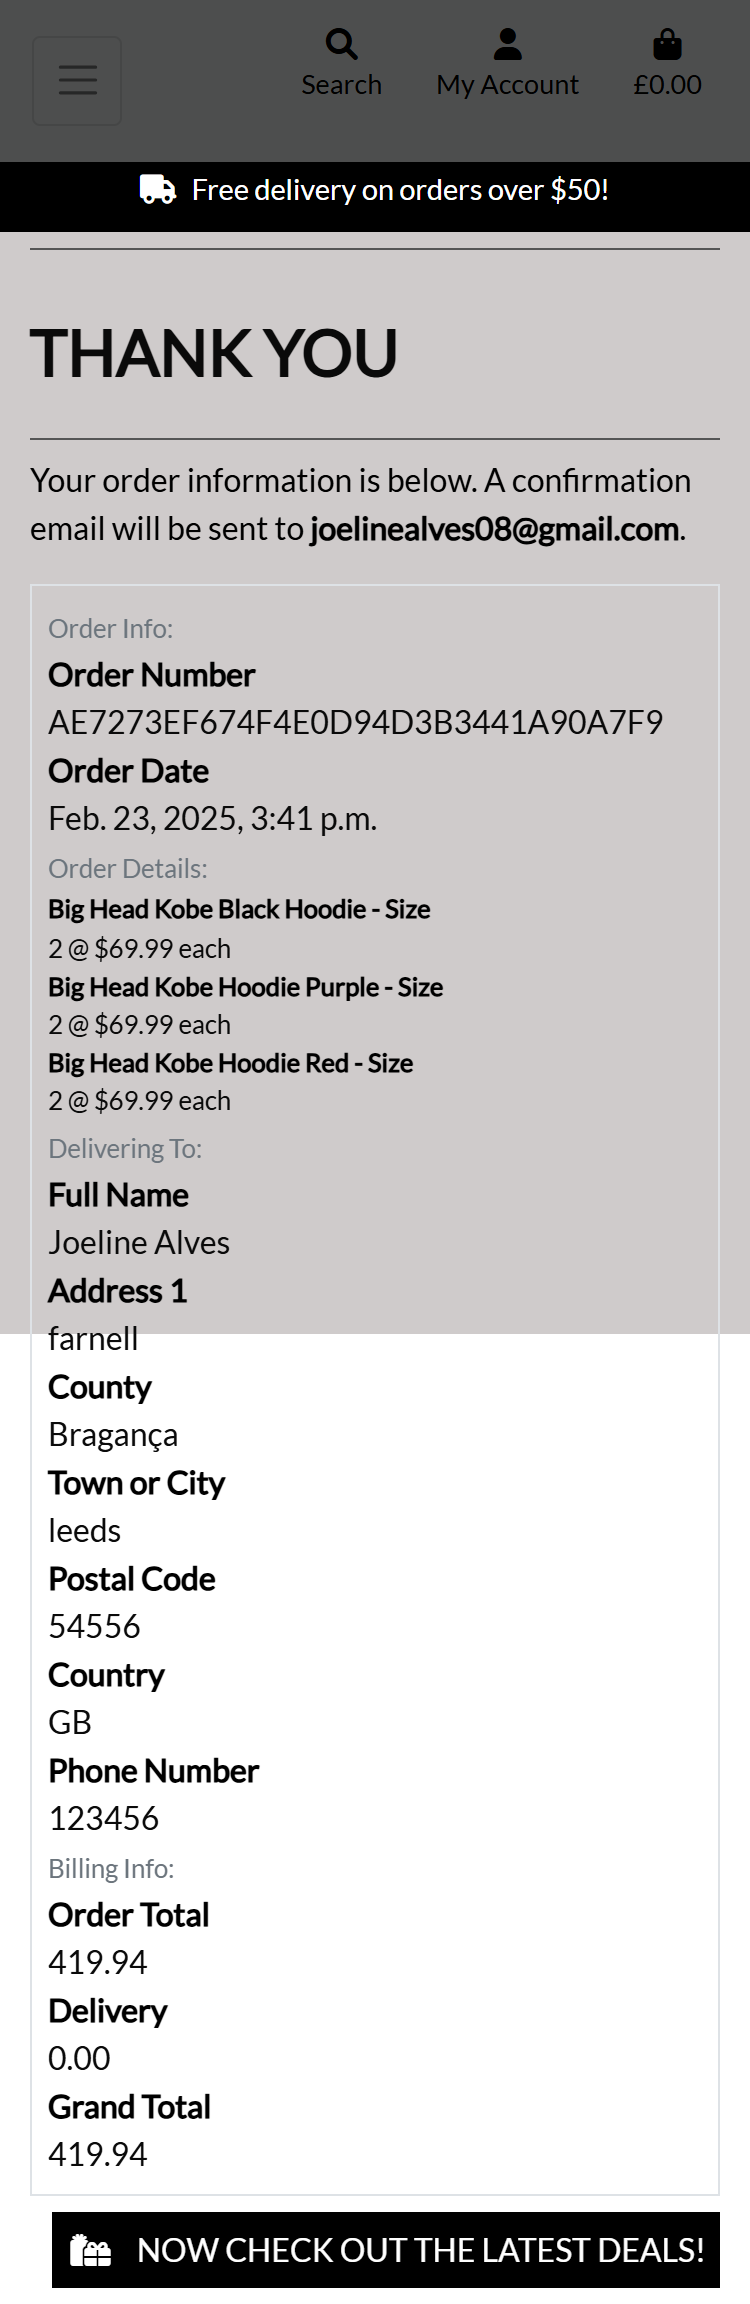 Search
My Account
£0.00
Free delivery on orders over $50!
THANK YOU
Your order information is below. A confirmation
email will be sent to joelinealves08@gmail.com.
Order Info:
Order Number
AE7273EF674F4E0D94D3B3441A90A7F9
Order Date
Feb. 23, 2025, 3:41 p.m.
Order Details:
Big Head Kobe Black Hoodie - Size
2 @ $69.99 each
Big Head Kobe Hoodie Purple - Size
2 @ $69.99 each
Big Head Kobe Hoodie Red - Size
2 @ $69.99 each
Delivering To:
Full Name
Joeline Alves
Address 1
farnell
County
Bragança
Town or City
leeds
Postal Code
54556
Country
GB
Phone Number
123456
Billing Info:
Order Total
419.94
Delivery
0.00
Grand Total
419.94
NOW CHECK OUT THE LATEST DEALS!